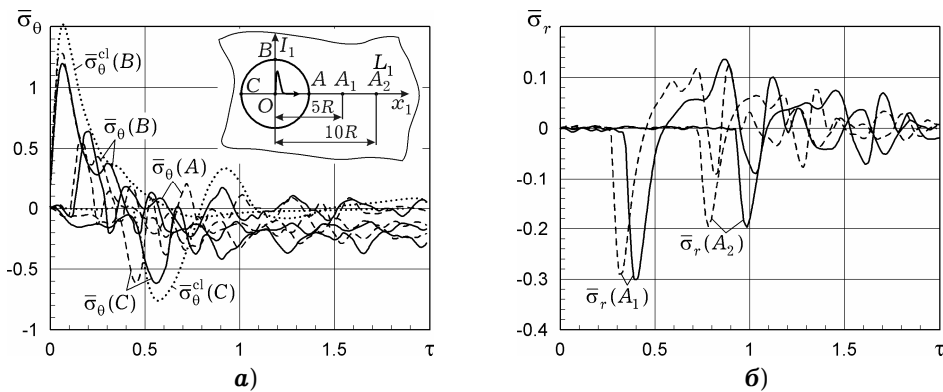 σ̅θ
1
0.5
0
-0.5
-1
0
0.5
1
1.5
τ
σ̅θ^cl(B)
σ̅θ(B)
σ̅θ(A)
σ̅θ(C)
σ̅θ^cl(C)
B I₁
C A A₁ L₁ A₂
O 5R x₁
10R
а)
σ̅r
0.1
0
-0.1
-0.2
-0.3
-0.4
0
0.5
1
1.5
τ
σ̅r(A₂)
σ̅r(A₁)
б)